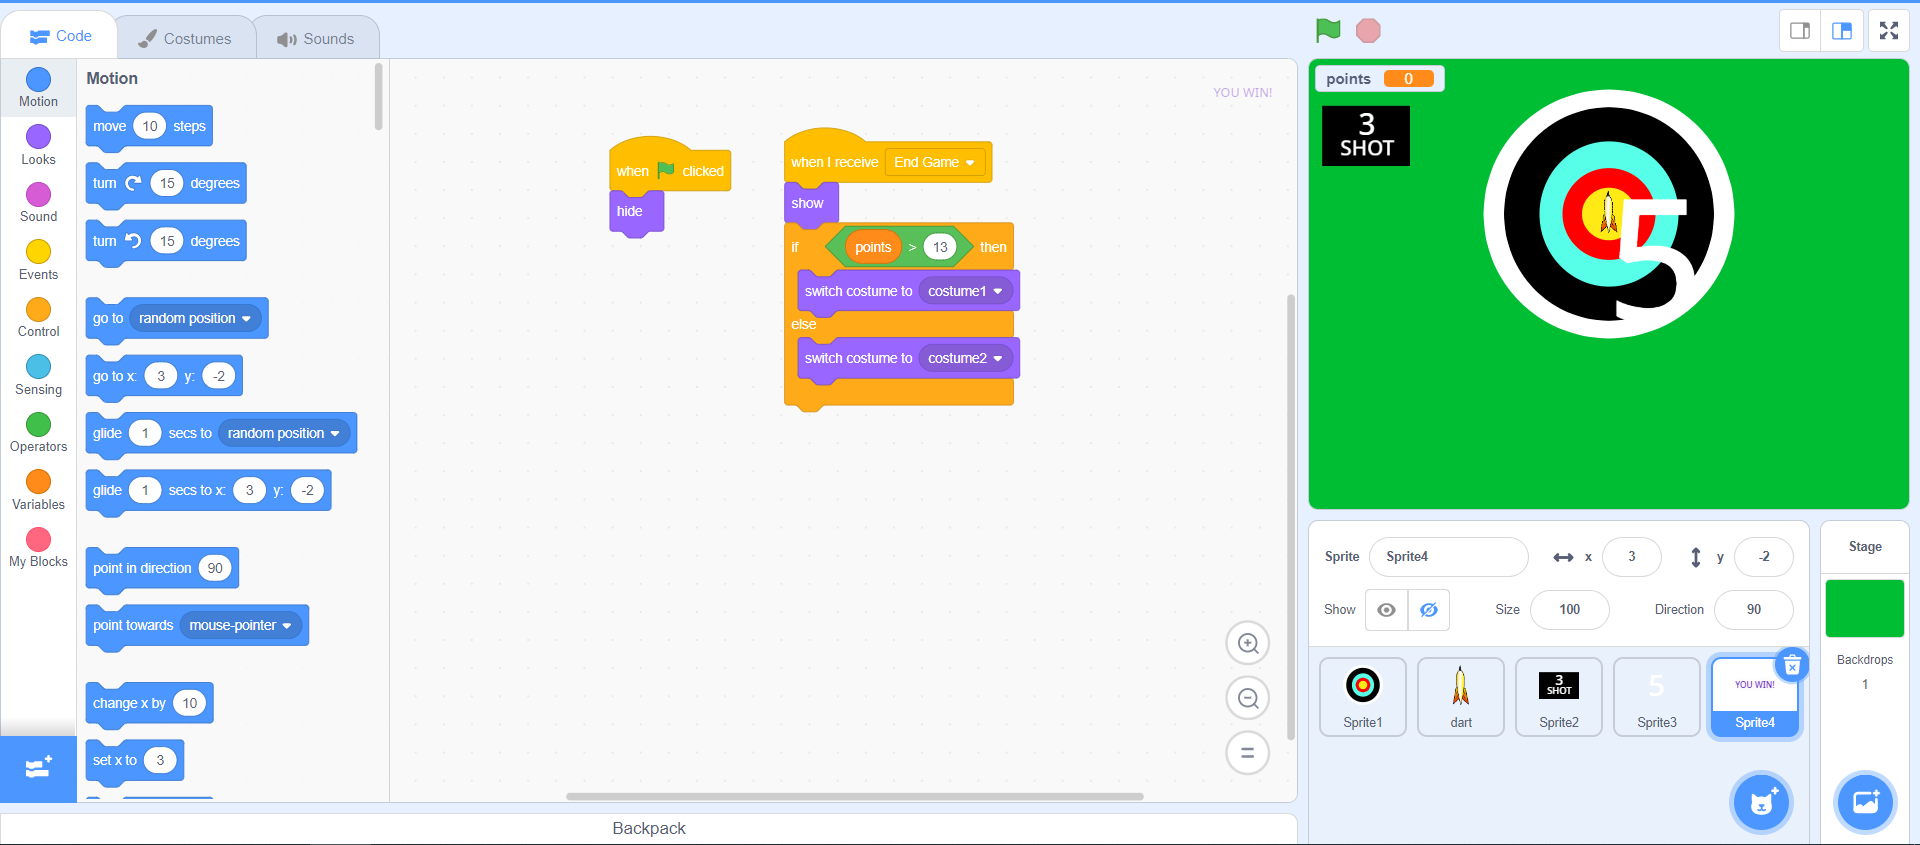 Code
Costumes
Sounds
Motion
Looks
Sound
Events
Control
Sensing
Operators
Variables
My Blocks
Motion
move 10 steps
turn 15 degrees
turn 15 degrees
go to random position
go to x: 3 y: -2
glide 1 secs to random position
glide 1 secs to x: 3 y: -2
point in direction 90
point towards mouse-pointer
change x by 10
set x to 3
YOU WIN!
when clicked
hide
when I receive End Game
show
if points > 13 then
switch costume to costume1
else
switch costume to costume2
Backpack
points 0
3
SHOT
5
Sprite Sprite4 x 3 y -2
Show Size 100 Direction 90
3
SHOT
5
YOU WIN!
Sprite1
dart
Sprite2
Sprite3
Sprite4
Stage
Backdrops
1